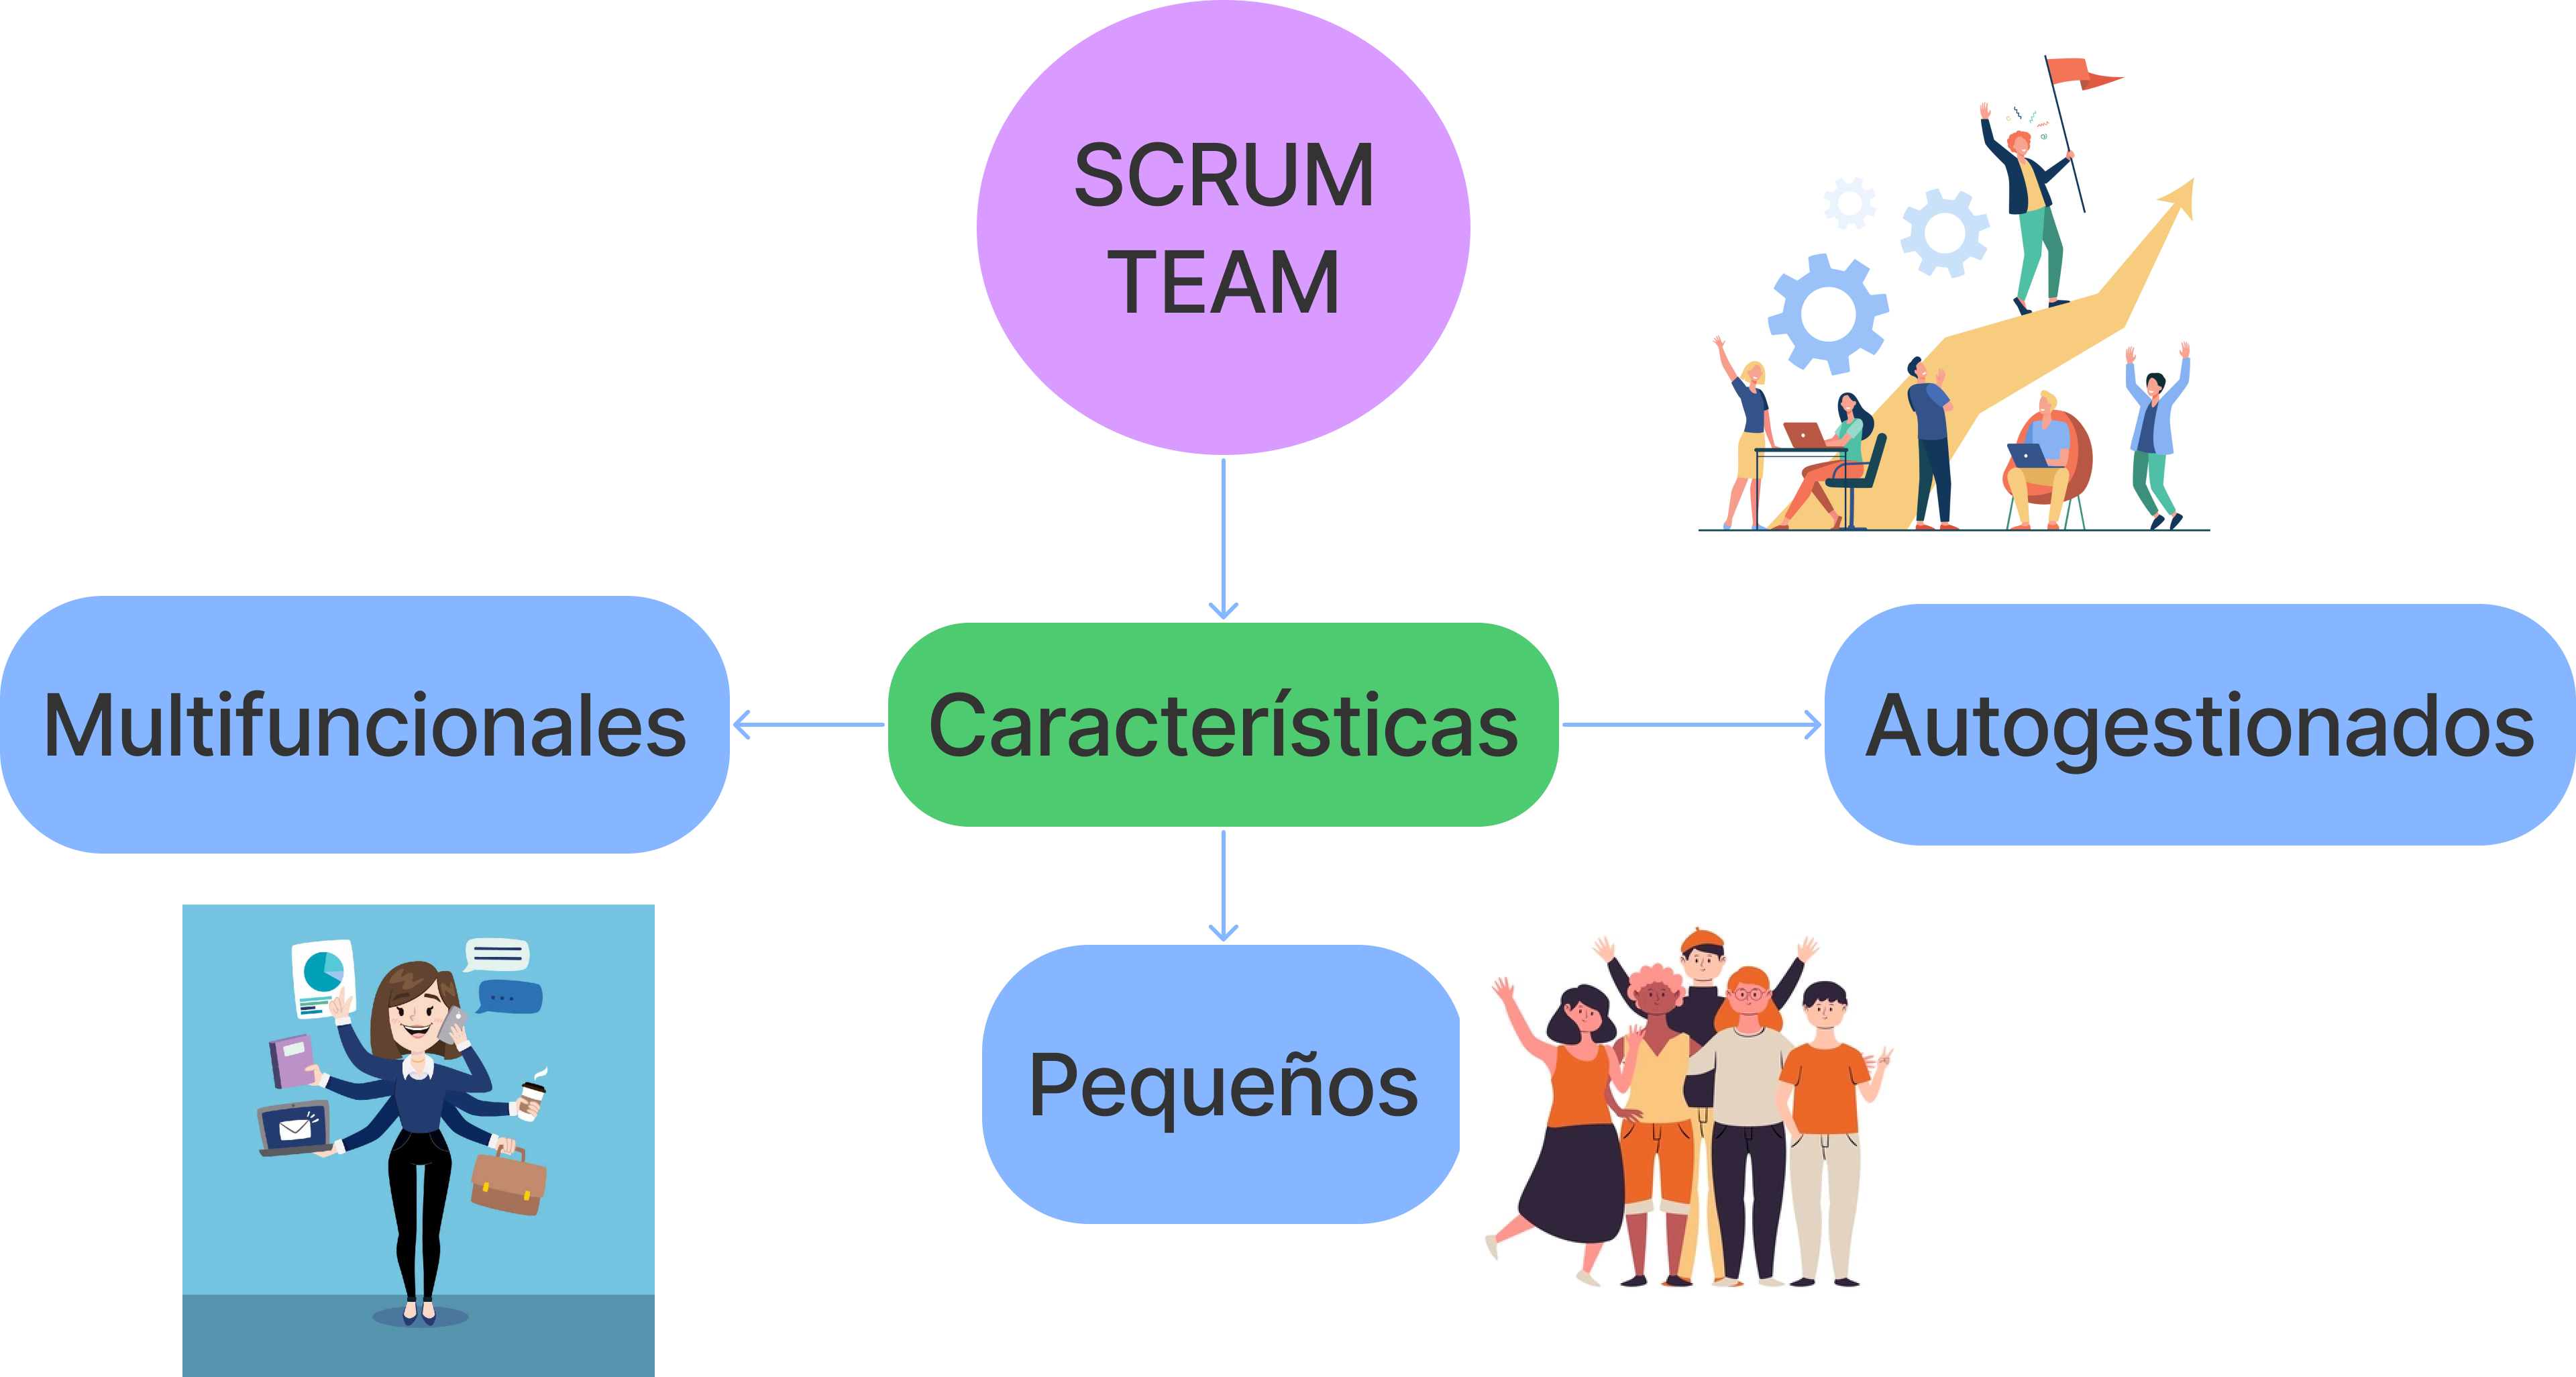 SCRUM
TEAM
Multifuncionales
Características
Autogestionados
Pequeños